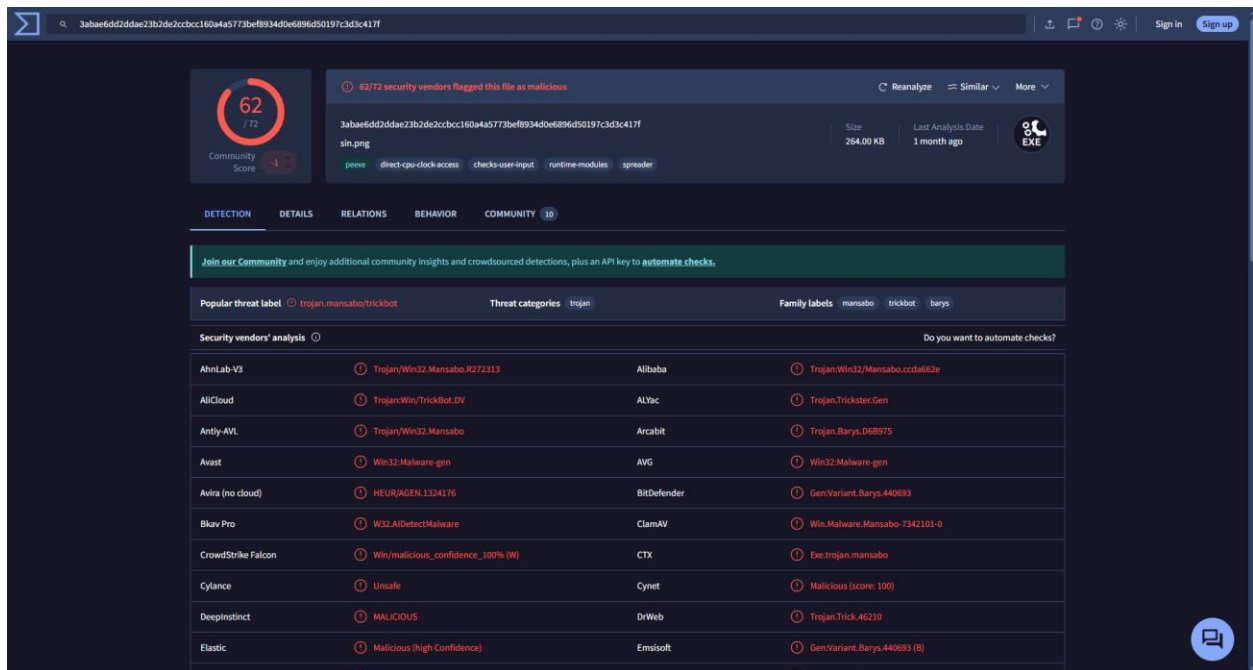 3abae6dd2ddae23b2de2ccbcc160a4a5773bef8934d0e6896d50197c3d3c417f
Sign in
Sign up
62
/ 72
Community
Score
-1
62/72 security vendors flagged this file as malicious
Reanalyze
Similar
More
3abae6dd2ddae23b2de2ccbcc160a4a5773bef8934d0e6896d50197c3d3c417f
sin.png
peexe
direct-cpu-clock-access
checks-user-input
runtime-modules
spreader
Size
264.00 KB
Last Analysis Date
1 month ago
EXE
DETECTION
DETAILS
RELATIONS
BEHAVIOR
COMMUNITY 10
Join our Community and enjoy additional community insights and crowdsourced detections, plus an API key to automate checks.
Popular threat label trojan.mansabo/trickbot
Threat categories trojan
Family labels mansabo trickbot barys
Security vendors' analysis
Do you want to automate checks?
AhnLab-V3 Trojan/Win32.Mansabo.R272313 Alibaba Trojan:Win32/Mansabo.ccda662e
AliCloud Trojan:Win/TrickBot.DV ALYac Trojan.Trickster.Gen
Antiy-AVL Trojan/Win32.Mansabo Arcabit Trojan.Barys.D6B975
Avast Win32:Malware-gen AVG Win32:Malware-gen
Avira (no cloud) HEUR/AGEN.1324176 BitDefender Gen:Variant.Barys.440693
Bkav Pro W32.AIDetectMalware ClamAV Win.Malware.Mansabo-7342101-0
CrowdStrike Falcon Win/malicious_confidence_100% (W) CTX Exe.trojan.mansabo
Cylance Unsafe Cynet Malicious (score: 100)
DeepInstinct MALICIOUS DrWeb Trojan.Trick.46210
Elastic Malicious (high Confidence) Emsisoft Gen:Variant.Barys.440693 (B)